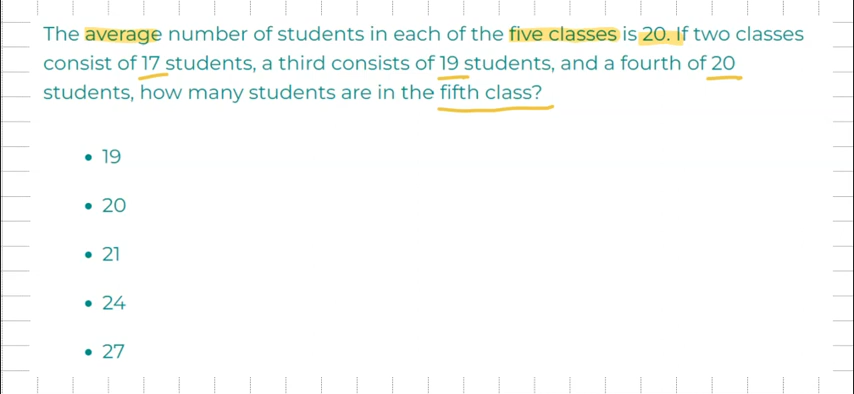 The average number of students in each of the five classes is 20. If two classes
consist of 17 students, a third consists of 19 students, and a fourth of 20
students, how many students are in the fifth class?
• 19
• 20
• 21
• 24
• 27